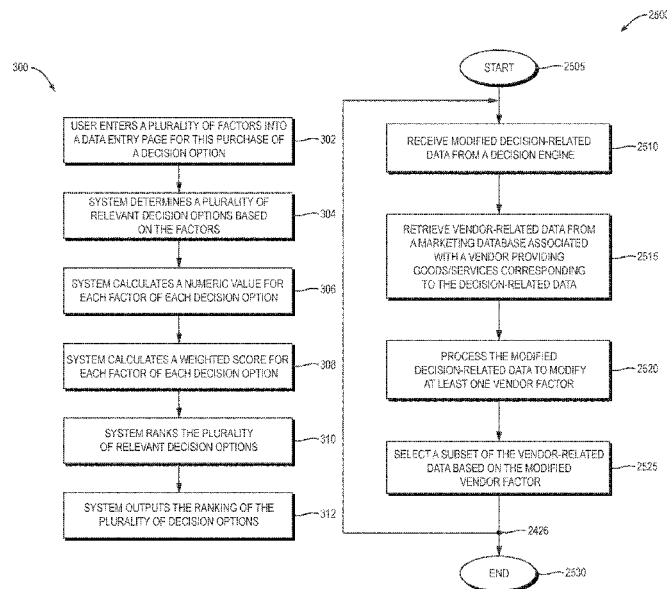 300
USER ENTERS A PLURALITY OF FACTORS INTO
A DATA ENTRY PAGE FOR THIS PURCHASE OF
A DECISION OPTION
302
SYSTEM DETERMINES A PLURALITY OF
RELEVANT DECISION OPTIONS BASED
ON THE FACTORS
304
SYSTEM CALCULATES A NUMERIC VALUE FOR
EACH FACTOR OF EACH DECISION OPTION
306
SYSTEM CALCULATES A WEIGHTED SCORE FOR
EACH FACTOR OF EACH DECISION OPTION
308
SYSTEM RANKS THE PLURALITY
OF RELEVANT DECISION OPTIONS
310
SYSTEM OUTPUTS THE RANKING OF THE
PLURALITY OF DECISION OPTIONS
312
2500
START
2505
RECEIVE MODIFIED DECISION-RELATED
DATA FROM A DECISION ENGINE
2510
RETRIEVE VENDOR-RELATED DATA FROM
A MARKETING DATABASE ASSOCIATED
WITH A VENDOR PROVIDING
GOODS/SERVICES CORRESPONDING
TO THE DECISION-RELATED DATA
2515
PROCESS THE MODIFIED
DECISION-RELATED DATA TO MODIFY
AT LEAST ONE VENDOR FACTOR
2520
SELECT A SUBSET OF THE VENDOR-RELATED
DATA BASED ON THE MODIFIED
VENDOR FACTOR
2525
2426
END
2530